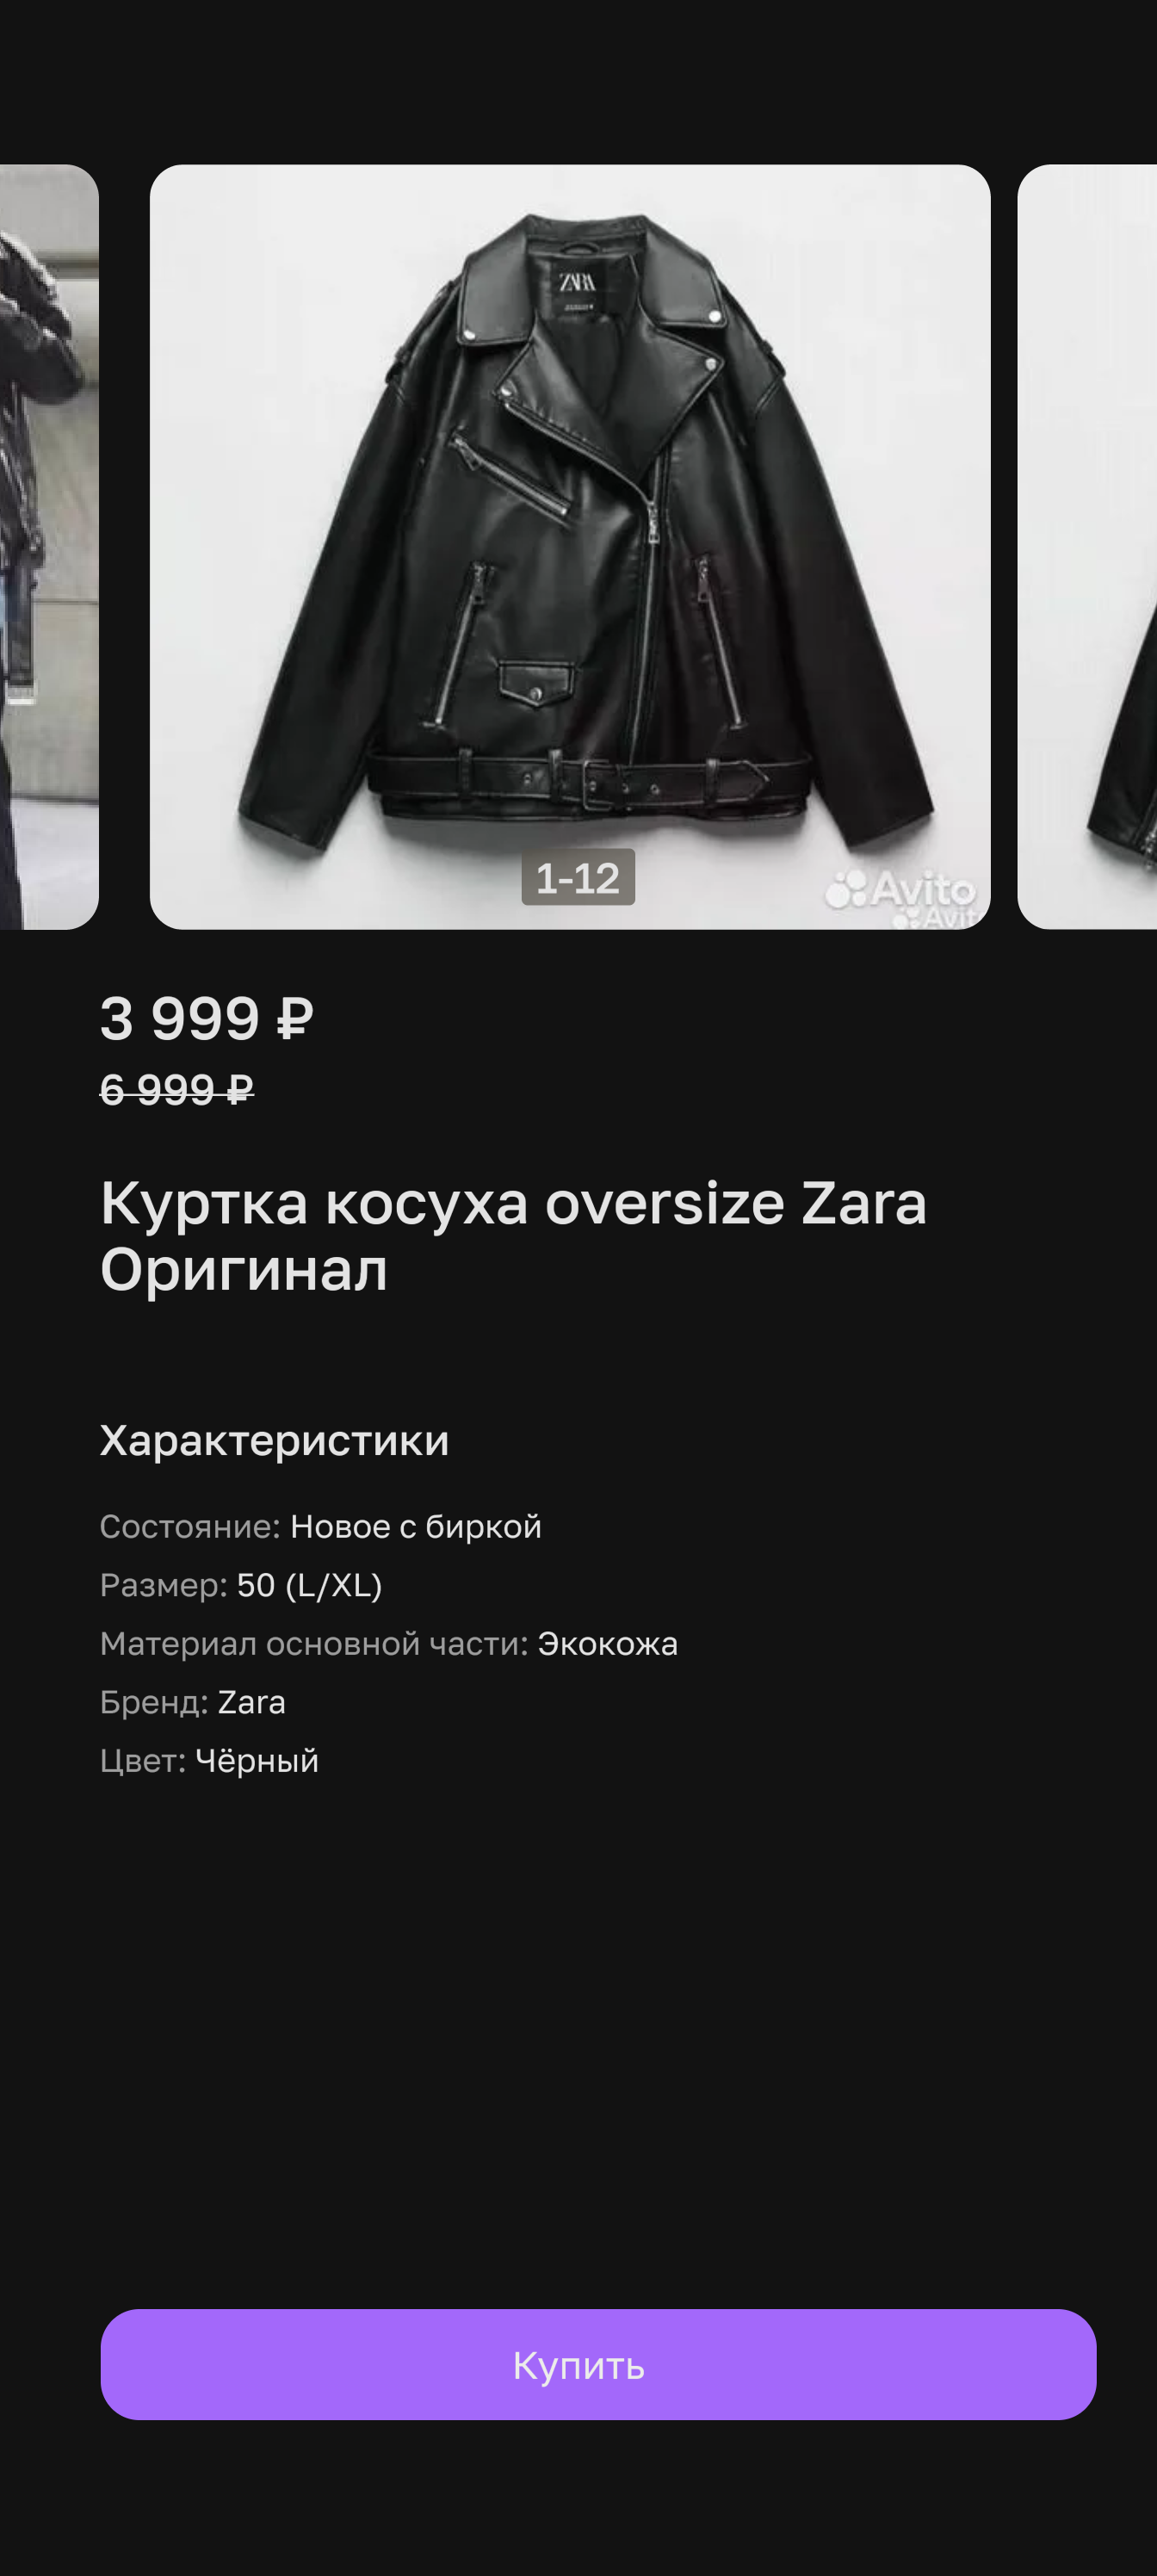 ZARA
1-12
Avito
Avito
3 999 ₽
6 999 ₽
Куртка косуха oversize Zara
Оригинал
Характеристики
Состояние: Новое с биркой
Размер: 50 (L/XL)
Материал основной части: Экокожа
Бренд: Zara
Цвет: Чёрный
Купить